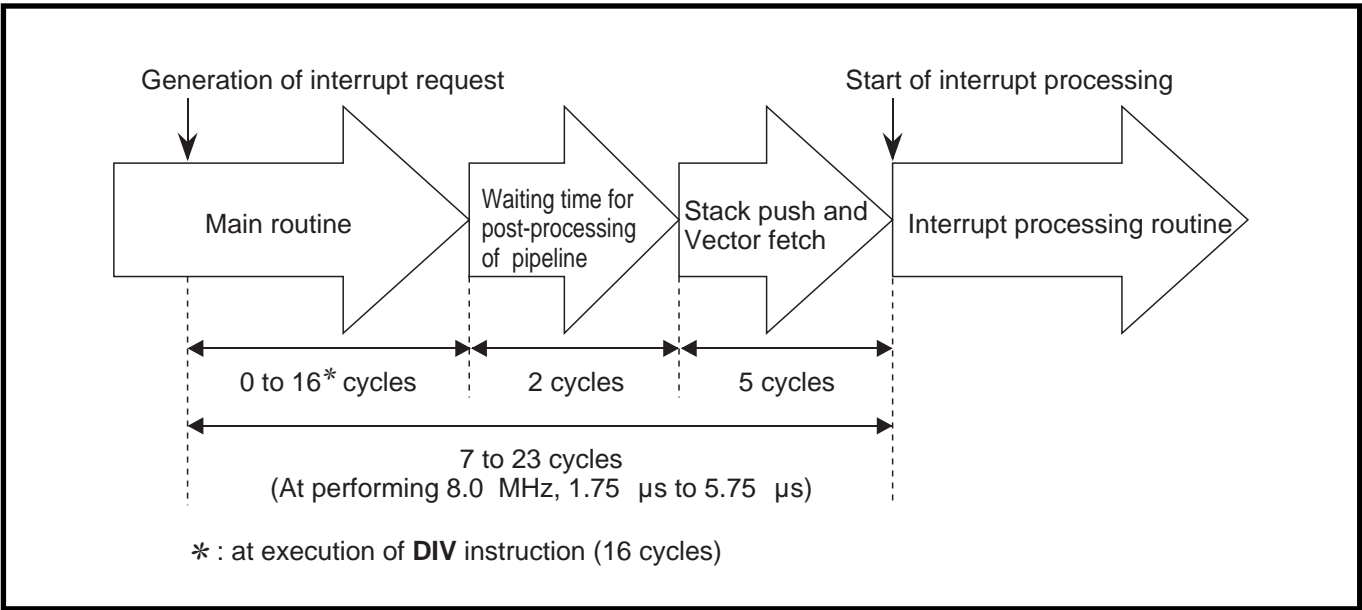 Generation of interrupt request
Start of interrupt processing
Main routine
Waiting time for
post-processing
of pipeline
Stack push and
Vector fetch
Interrupt processing routine
0 to 16* cycles
2 cycles
5 cycles
7 to 23 cycles
(At performing 8.0 MHz, 1.75 µs to 5.75 µs)
* : at execution of DIV instruction (16 cycles)